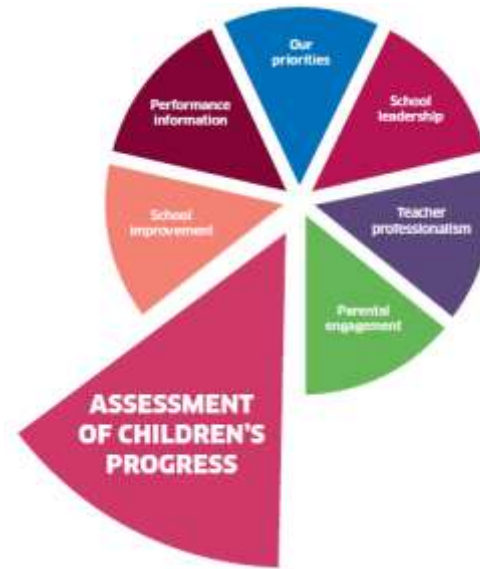 Our
priorities
School
leadership
Teacher
professionalism
Parental
engagement
ASSESSMENT
OF CHILDREN'S
PROGRESS
School
improvement
Performance
information